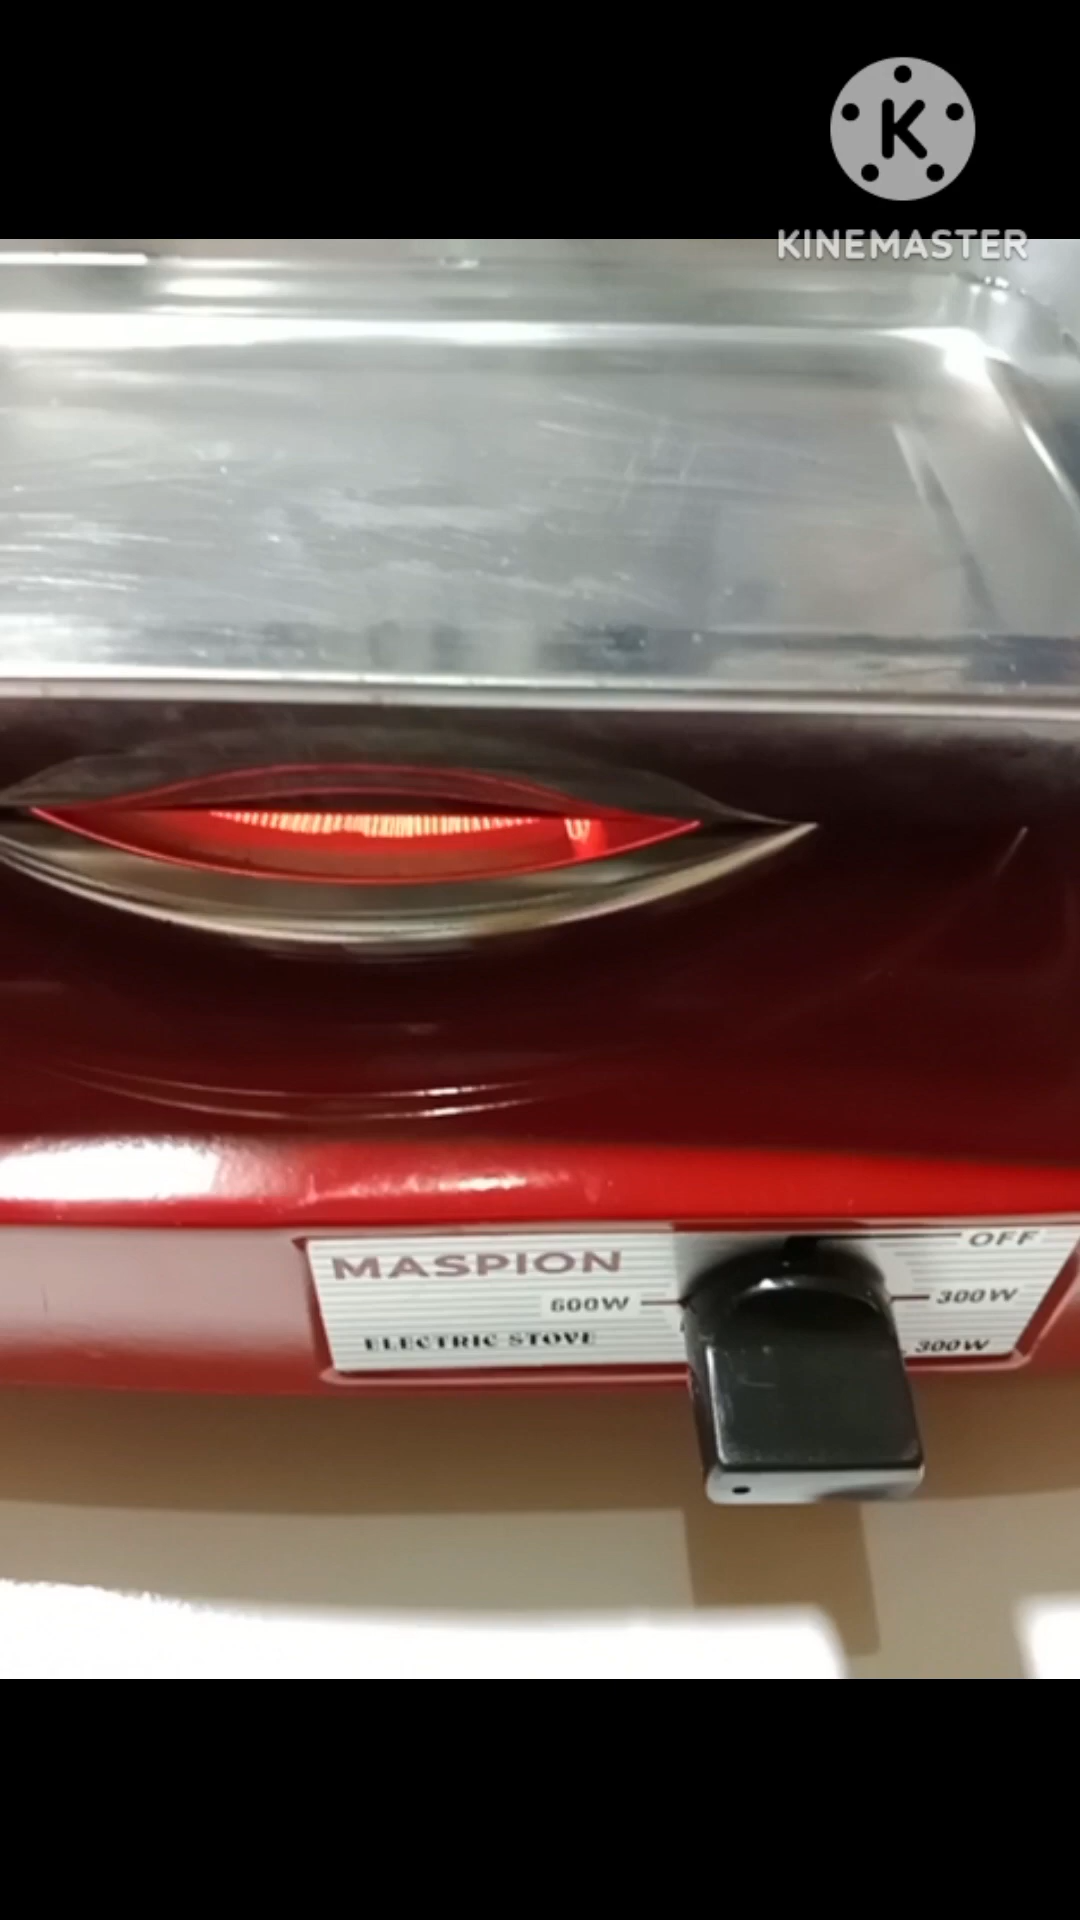 K
KINEMASTER
OFF
MASPION
600W
300W
ELECTRIC STOVE
300W